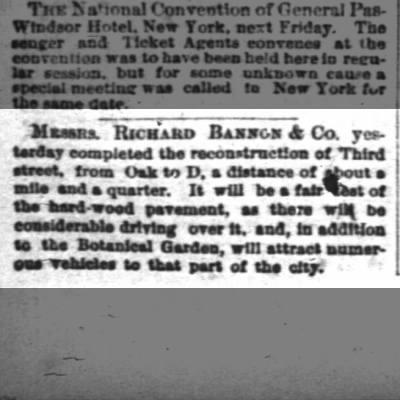 THE National Convention of General Pas-
Windsor Hotel, New York, next Friday. The
senger and Ticket Agents convenes at the
convention was to have been held here in regu-
lar session, but for some unknown cause a
special meeting was called to New York for
the same date.
MESSRS. RICHARD BANNON & CO. yes-
terday completed the reconstruction of Third
street, from Oak to D, a distance of about a
mile and a quarter. It will be a fair test of
the hard-wood pavement, as there will be
considerable driving over it, and, in addition
to the Botanical Garden, will attract numer-
ous vehicles to that part of the city.